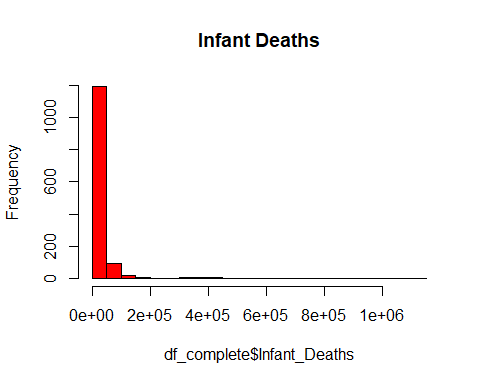 Infant Deaths
Frequency
1000
600
200
0
0e+00 2e+05 4e+05 6e+05 8e+05 1e+06
df_complete$Infant_Deaths